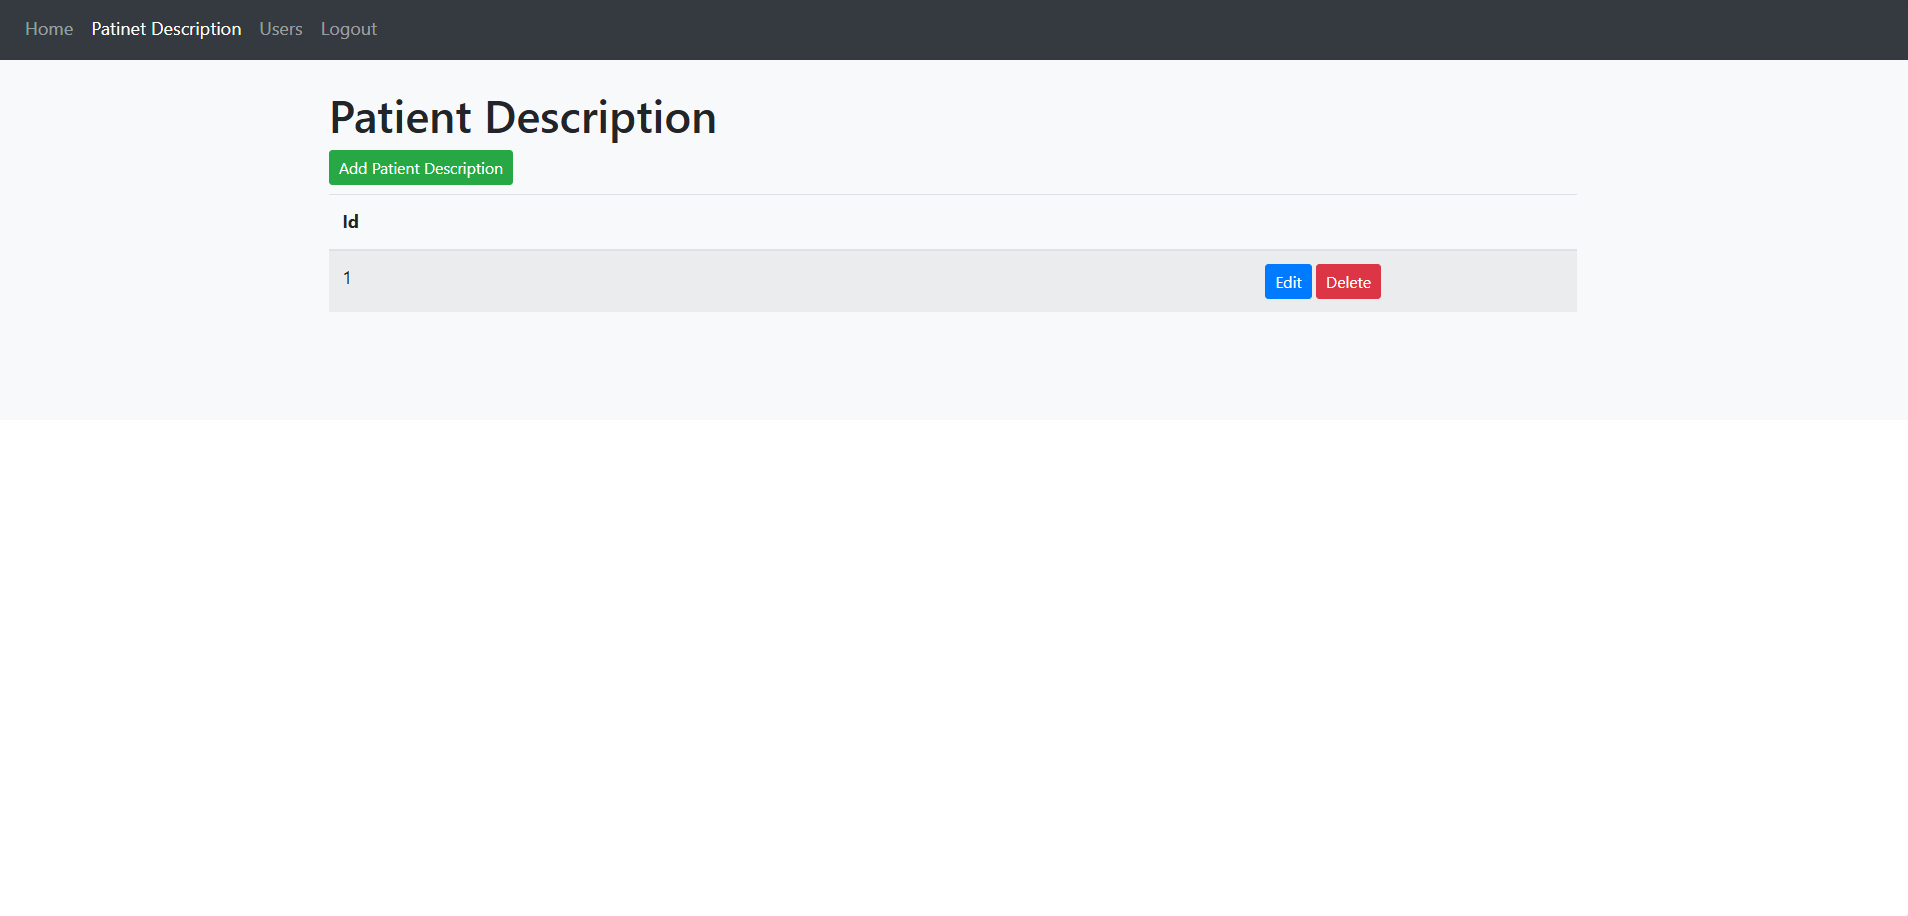 Home Patinet Description Users Logout
Patient Description
Add Patient Description
Id
1 Edit Delete